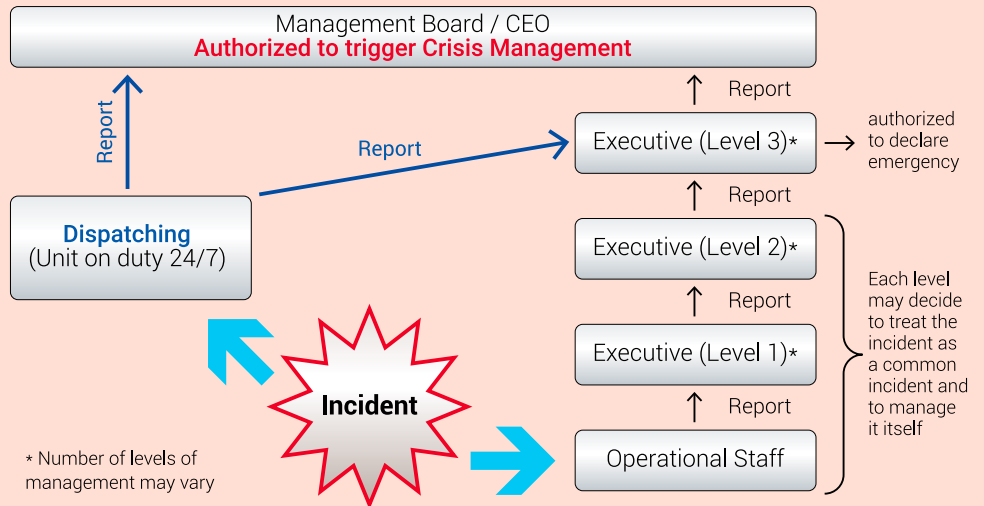 Management Board / CEO
Authorized to trigger Crisis Management
Report
Report
Report
Executive (Level 3)*
authorized
to declare
emergency
Report
Dispatching
(Unit on duty 24/7)
Executive (Level 2)*
Report
Executive (Level 1)*
Report
Operational Staff
Each level
may decide
to treat the
incident as
a common
incident and
to manage
it itself
Incident
* Number of levels of
management may vary